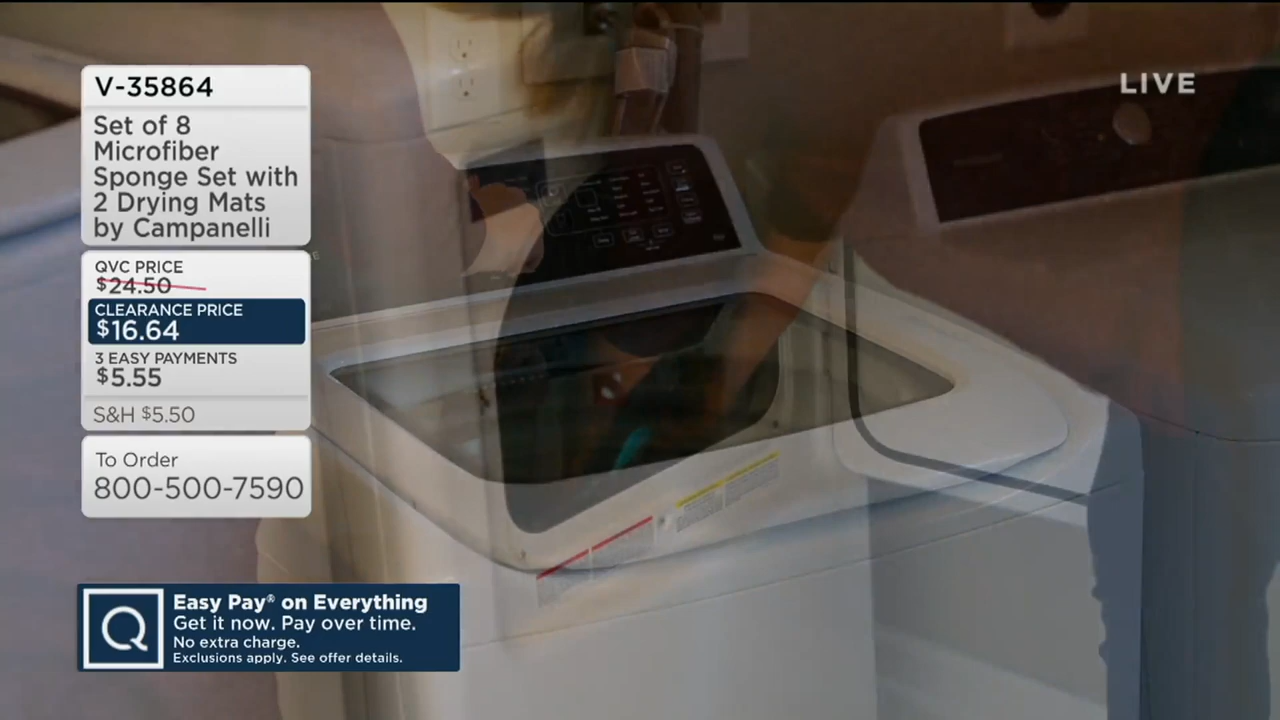 V-35864
Set of 8
Microfiber
Sponge Set with
2 Drying Mats
by Campanelli
QVC PRICE
$24.50
CLEARANCE PRICE
$16.64
3 EASY PAYMENTS
$5.55
S&H $5.50
To Order
800-500-7590
Easy Pay® on Everything
Get it now. Pay over time.
No extra charge.
Exclusions apply. See offer details.
LIVE